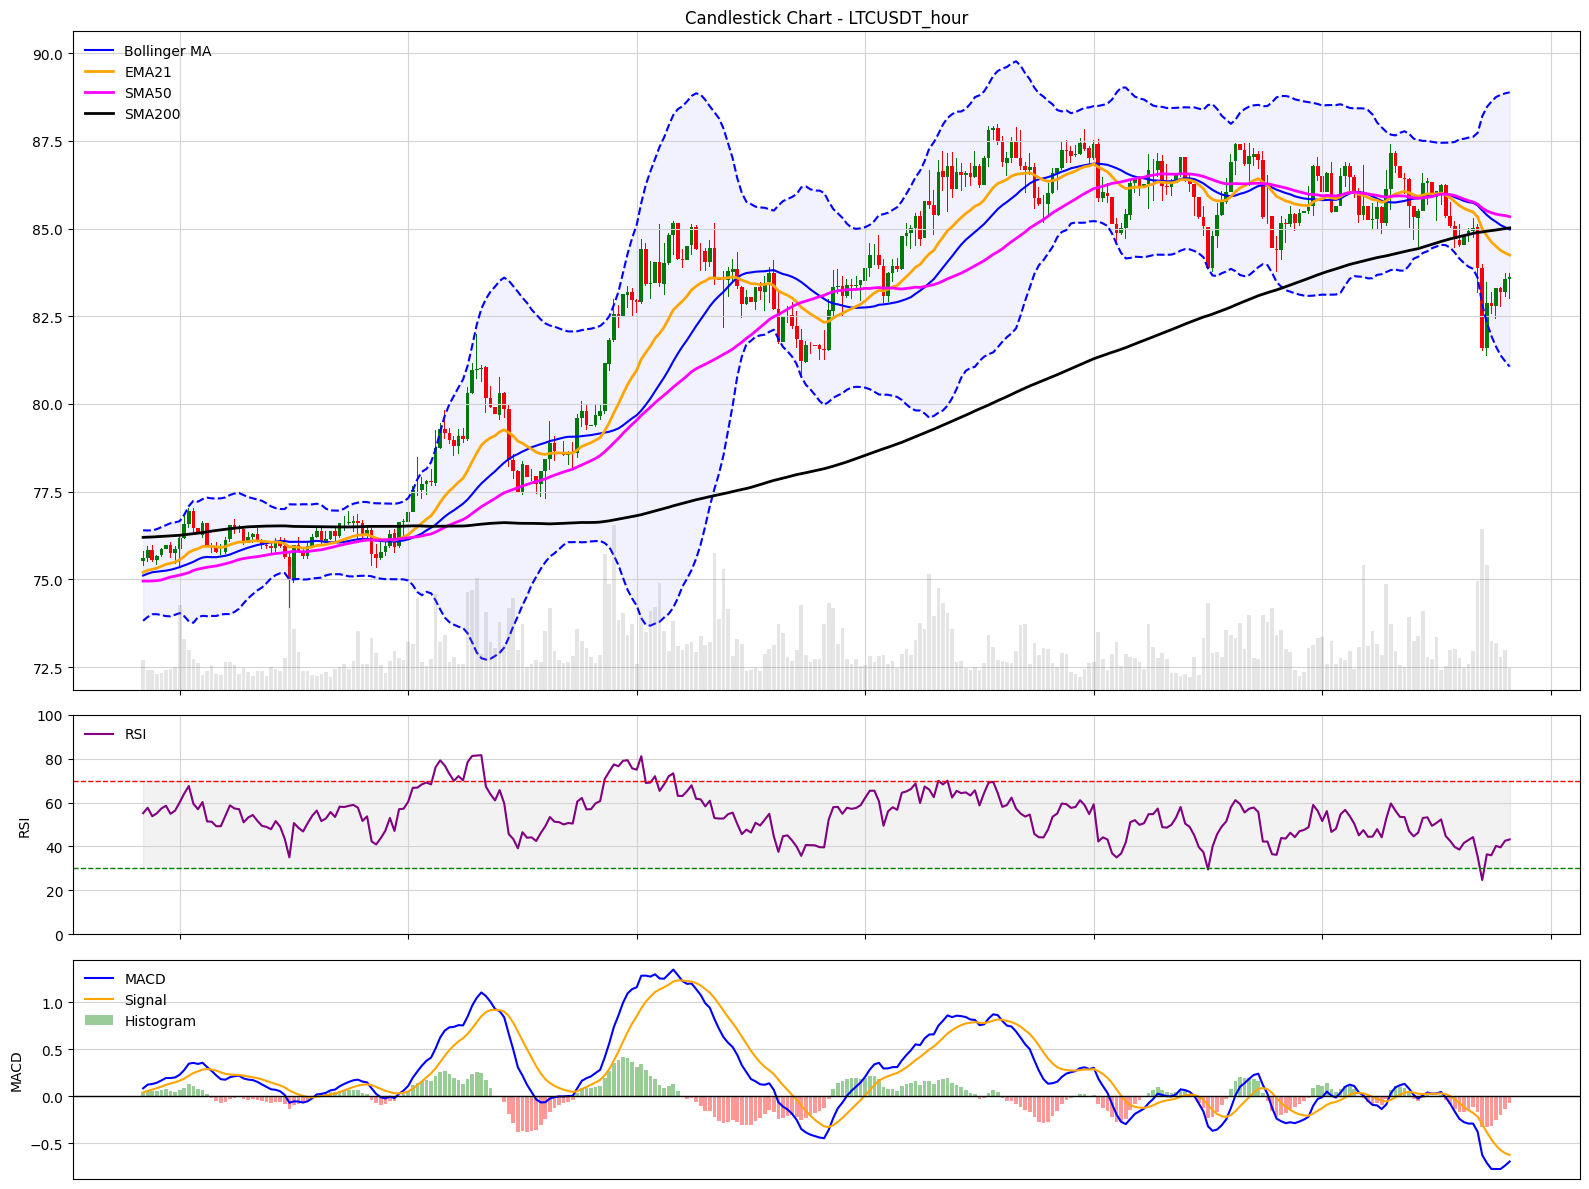 Candlestick Chart - LTCUSDT_hour
Bollinger MA
EMA21
SMA50
SMA200
90.0
87.5
85.0
82.5
80.0
77.5
75.0
72.5
RSI
100
80
60
40
20
0
RSI
MACD
Signal
Histogram
1.0
0.5
0.0
−0.5
MACD